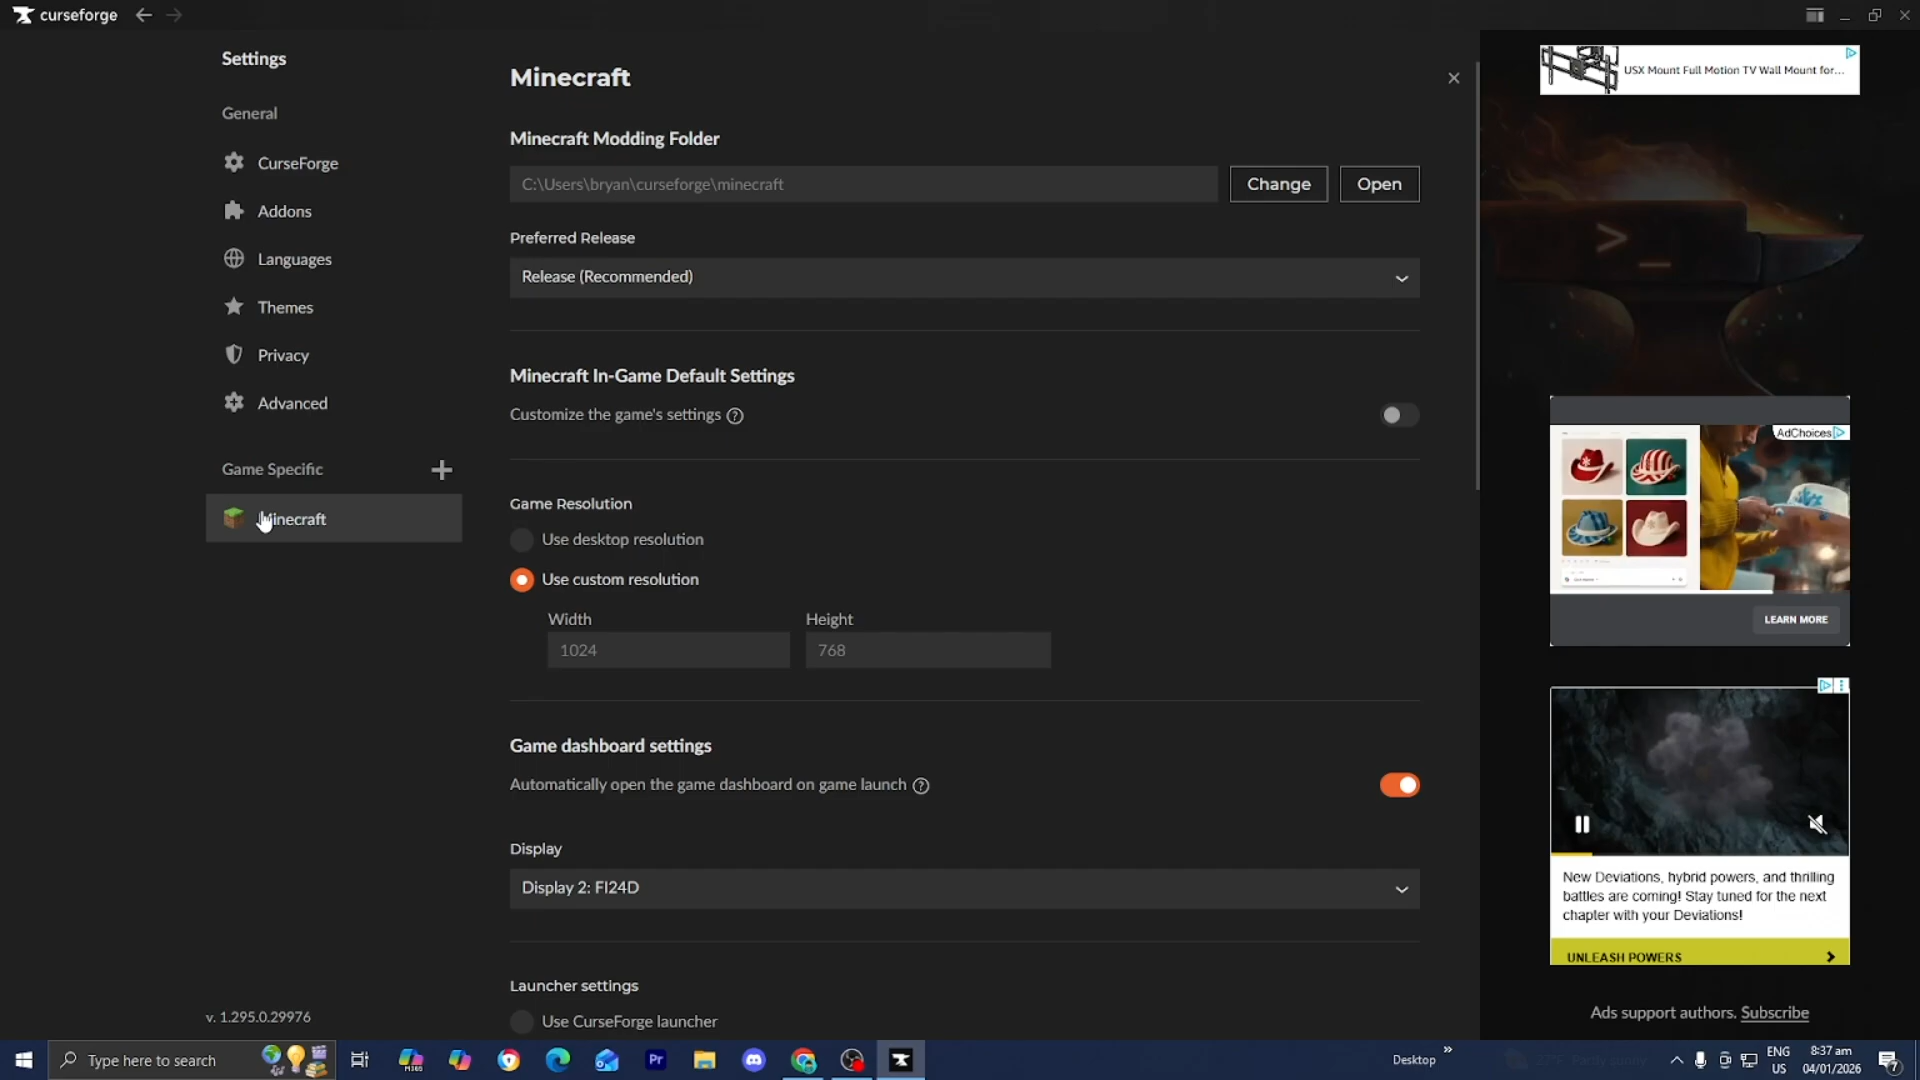 curseforge
Settings
General
CurseForge
Addons
Languages
Themes
Privacy
Advanced
Game Specific
Minecraft
v. 1.295.0.29976
Minecraft
Minecraft Modding Folder
C:\Users\bryan\curseforge\minecraft
Change
Open
Preferred Release
Release (Recommended)
Minecraft In-Game Default Settings
Customize the game's settings ?
Game Resolution
Use desktop resolution
Use custom resolution
Width Height
1024 768
Game dashboard settings
Automatically open the game dashboard on game launch ?
Display
Display 2: FI24D
Launcher settings
Use CurseForge launcher
USX Mount Full Motion TV Wall Mount for...
>_
AdChoices
LEARN MORE
New Deviations, hybrid powers, and thrilling
battles are coming! Stay tuned for the next
chapter with your Deviations!
UNLEASH POWERS
Ads support authors. Subscribe
Type here to search
M365
Pr
Desktop
ENG
US
8:37 am
04/01/2026
7